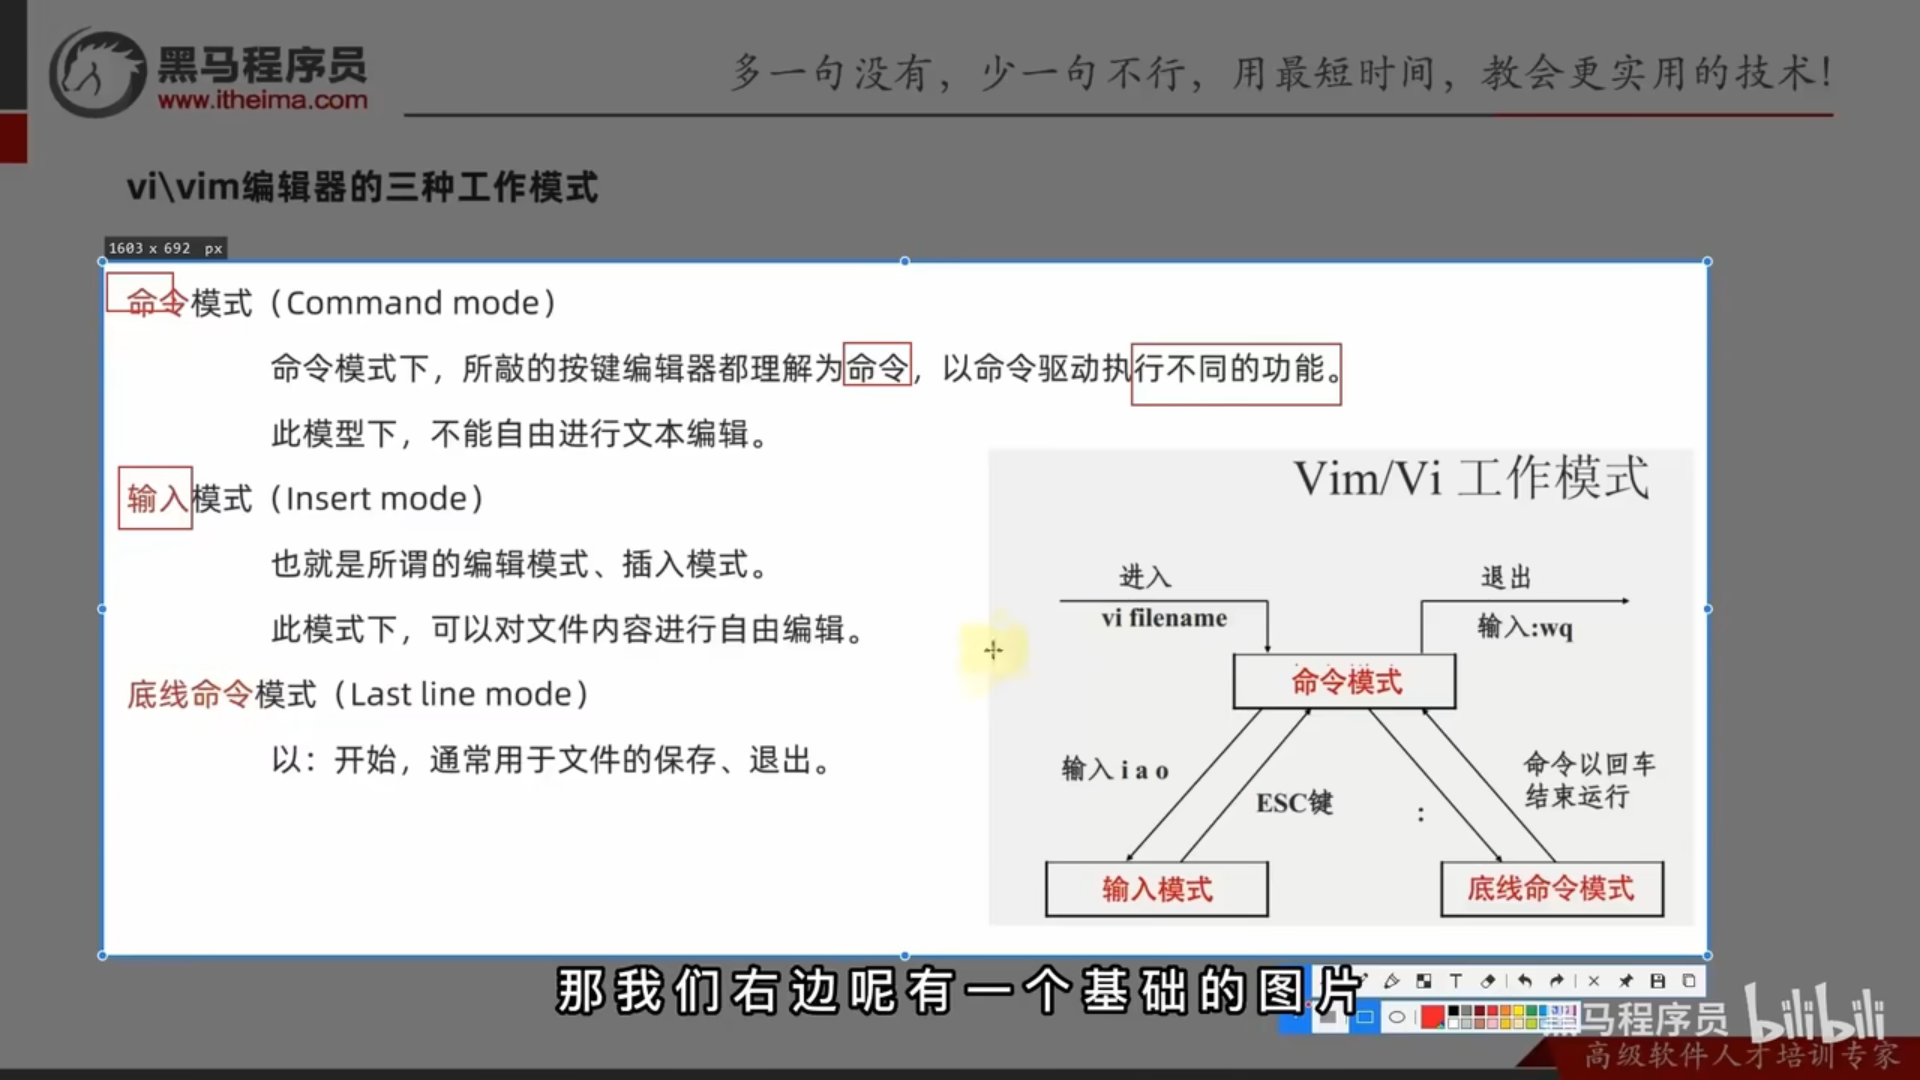 黑马程序员
www.itheima.com
多一句没有，少一句不行，用最短时间，教会更实用的技术！
vi\vim编辑器的三种工作模式
1603 x 692 px
命令模式（Command mode）
命令模式下，所敲的按键编辑器都理解为命令，以命令驱动执行不同的功能。
此模型下，不能自由进行文本编辑。
输入模式（Insert mode）
也就是所谓的编辑模式、插入模式。
此模式下，可以对文件内容进行自由编辑。
底线命令模式（Last line mode）
以：开始，通常用于文件的保存、退出。
Vim/Vi 工作模式
进入
vi filename
退出
输入:wq
命令模式
输入 i a o
ESC键
:
命令以回车
结束运行
输入模式
底线命令模式
那我们右边呢有一个基础的图片
黑马程序员 bilibili
高级软件人才培训专家